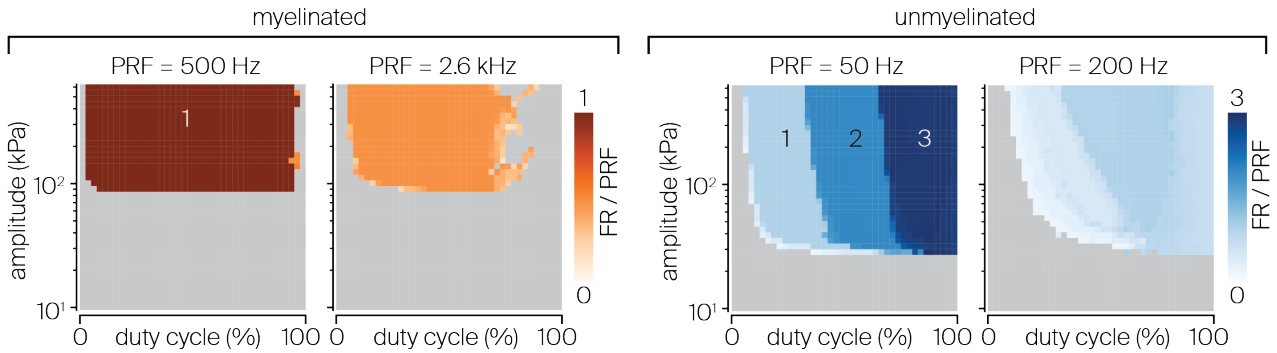 myelinated
unmyelinated
PRF = 500 Hz
PRF = 2.6 kHz
PRF = 50 Hz
PRF = 200 Hz
amplitude (kPa)
10²
10¹
1
0
duty cycle (%)
100
0
duty cycle (%)
100
1
0
FR / PRF
amplitude (kPa)
10²
10¹
1
2
3
0
duty cycle (%)
100
0
duty cycle (%)
100
3
0
FR / PRF